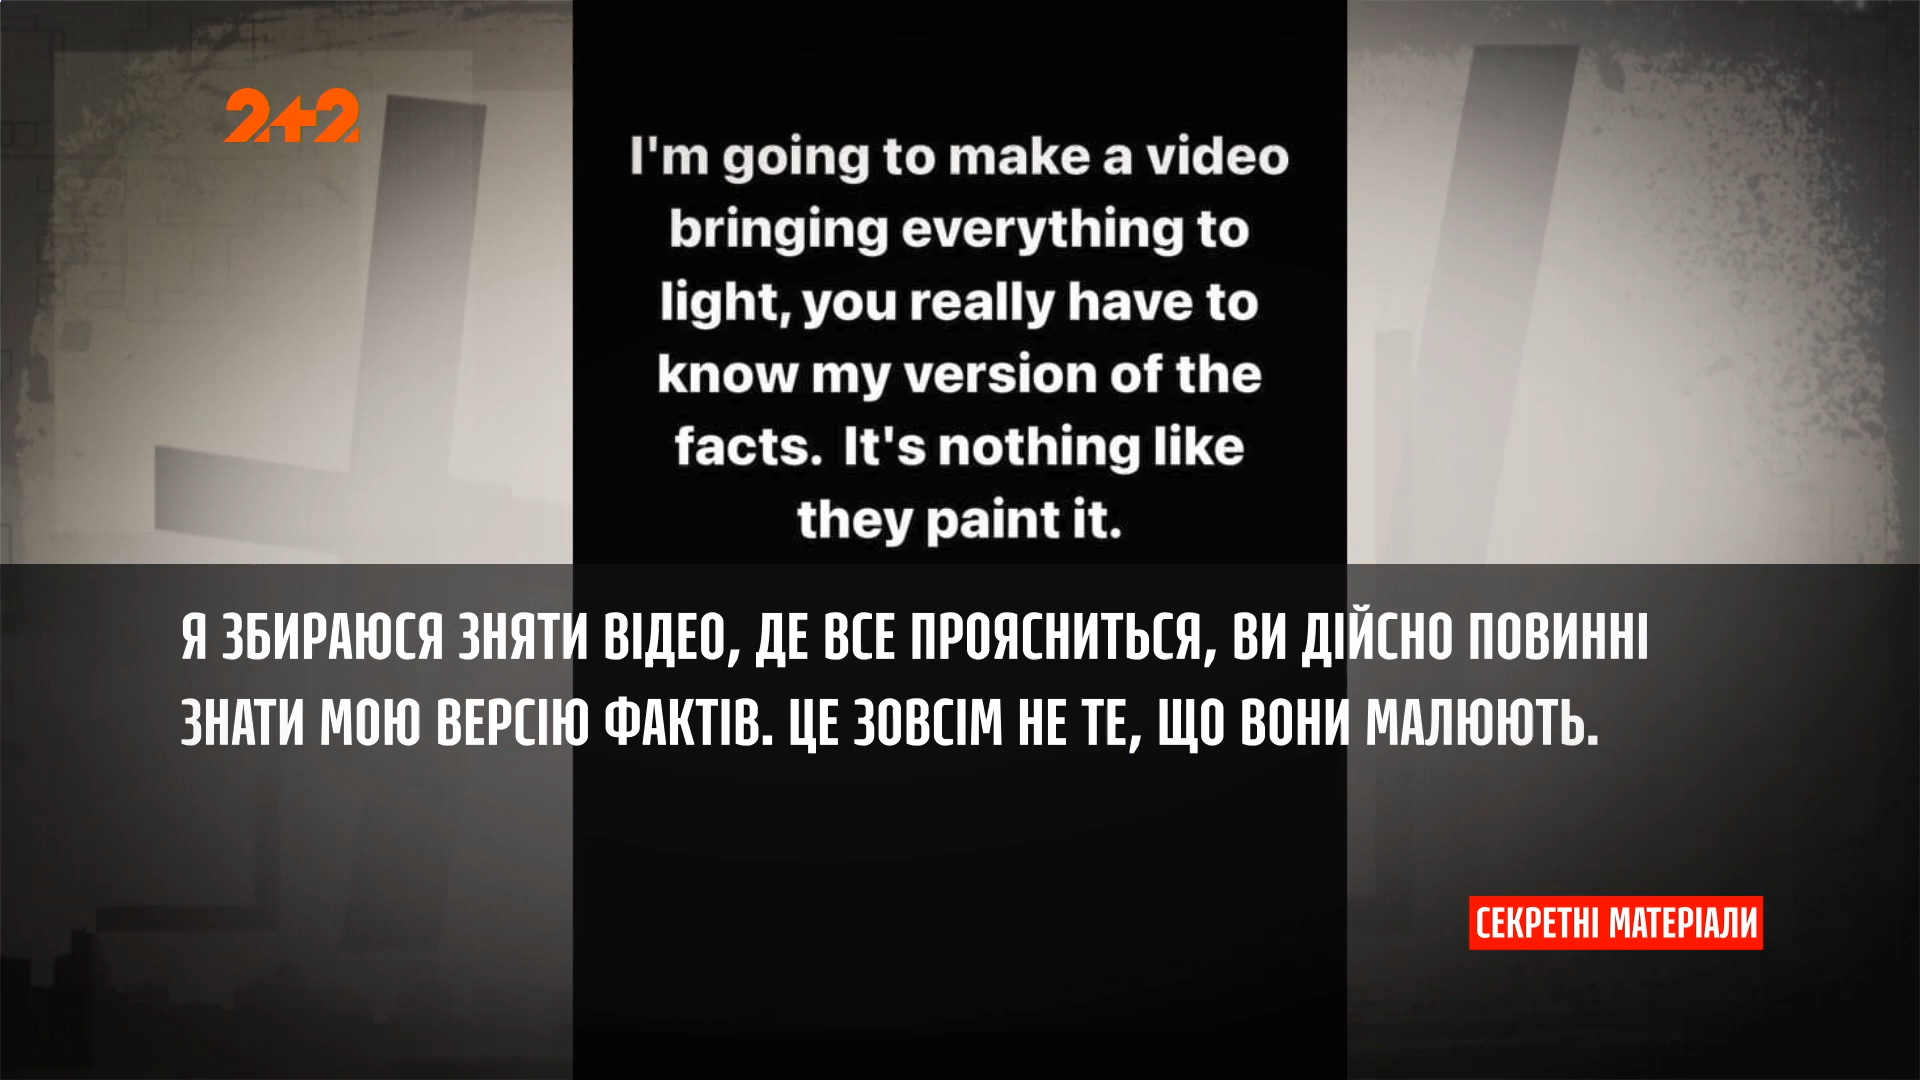 2+2
I'm going to make a video
bringing everything to
light, you really have to
know my version of the
facts. It's nothing like
they paint it.
Я ЗБИРАЮСЯ ЗНЯТИ ВІДЕО, ДЕ ВСЕ ПРОЯСНИТЬСЯ, ВИ ДІЙСНО ПОВИННІ
ЗНАТИ МОЮ ВЕРСІЮ ФАКТІВ. ЦЕ ЗОВСІМ НЕ ТЕ, ЩО ВОНИ МАЛЮЮТЬ.
СЕКРЕТНІ МАТЕРІАЛИ